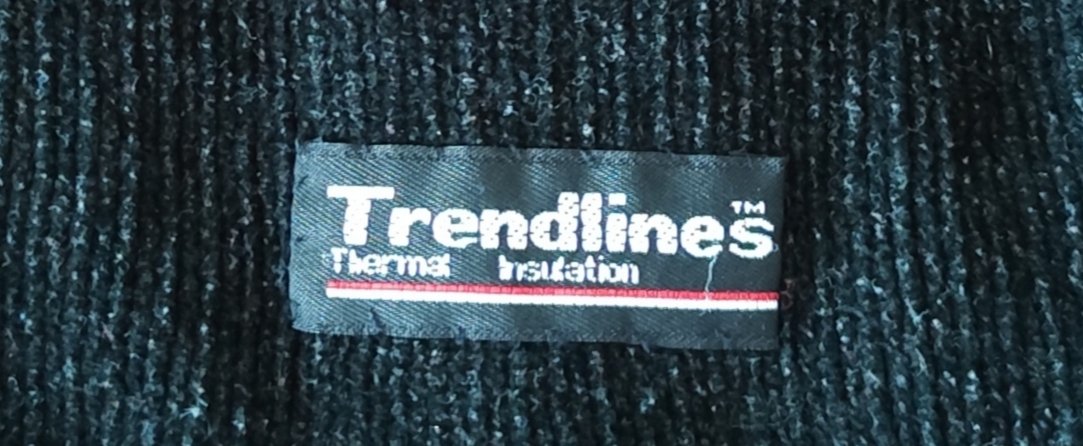 Trendlines™
Thermal Insulation